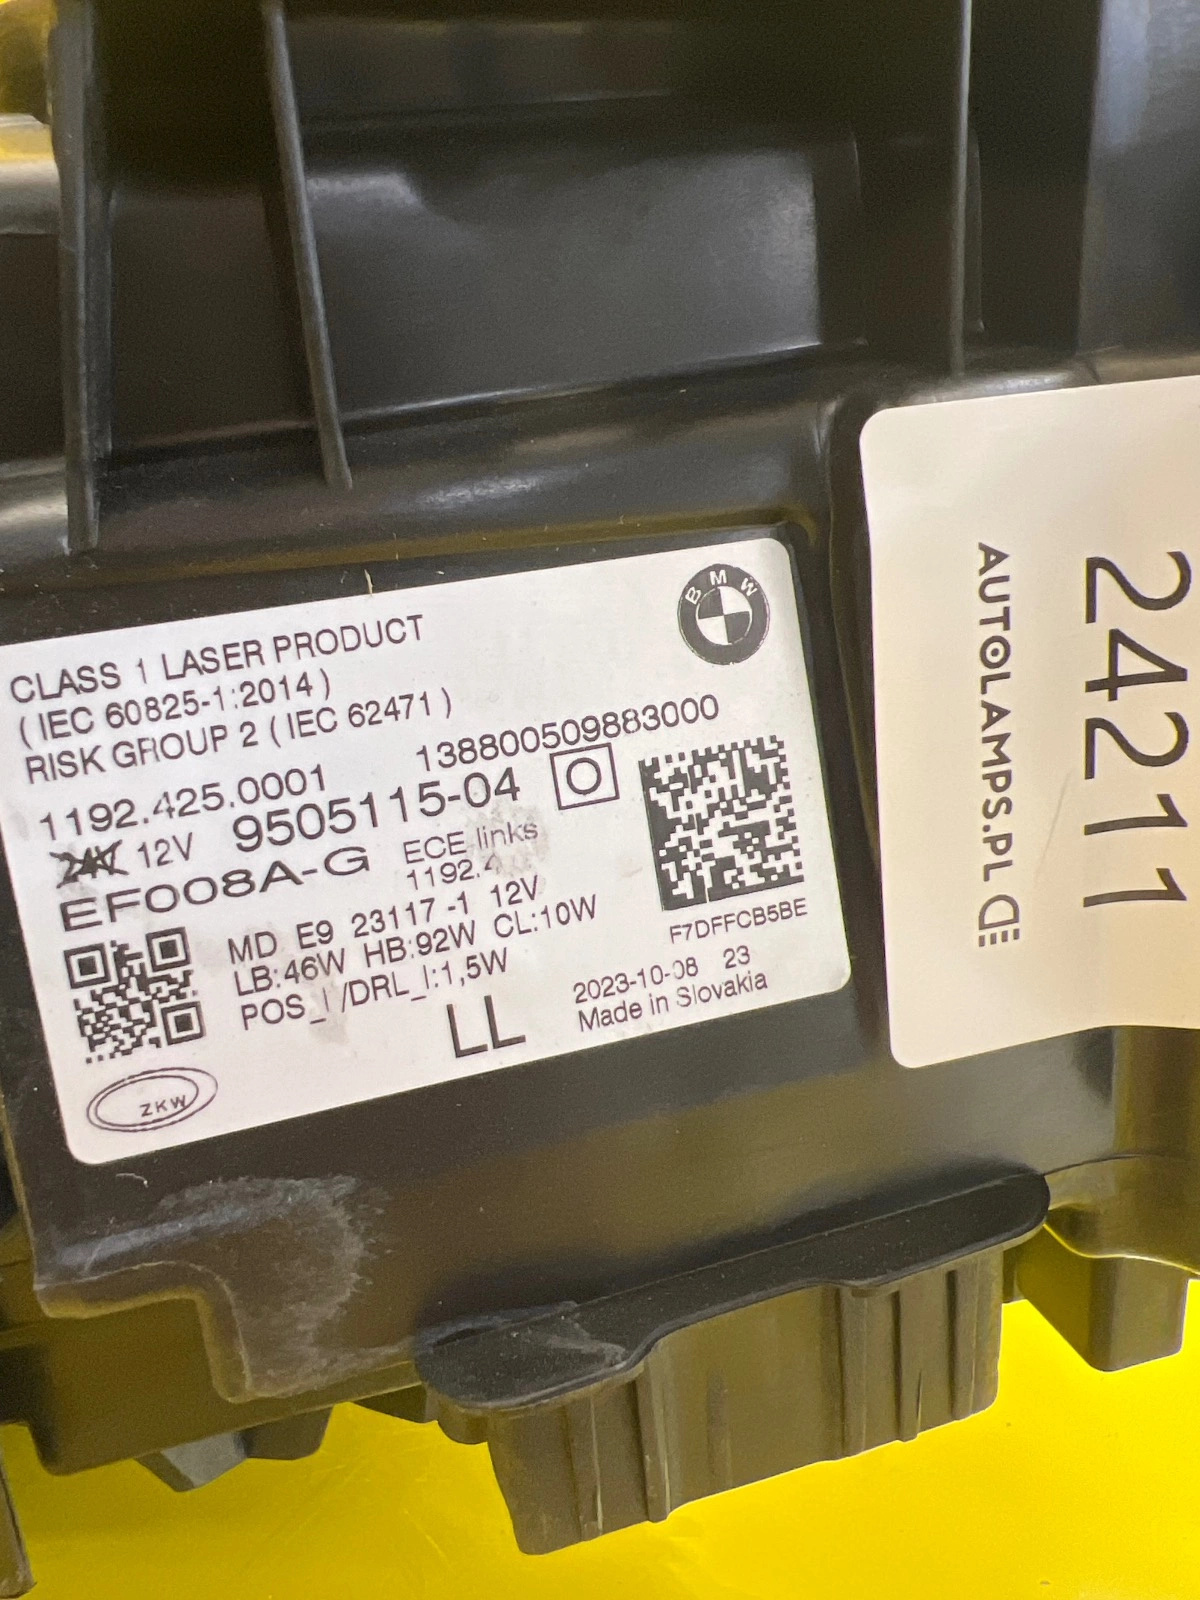 BMW
CLASS 1 LASER PRODUCT
( IEC 60825-1:2014 )
RISK GROUP 2 ( IEC 62471 )
138800509883000
1192.425.0001
9505115-04
24V 12V
ECE links
EF008A-G
1192.4
MD E9 23117 -1 12V
LB:46W HB:92W CL:10W
POS_I /DRL_I:1,5W
LL
F7DFFCB5BE
2023-10-08 23
Made in Slovakia
ZKW
24211
AUTOLAMPS.PL